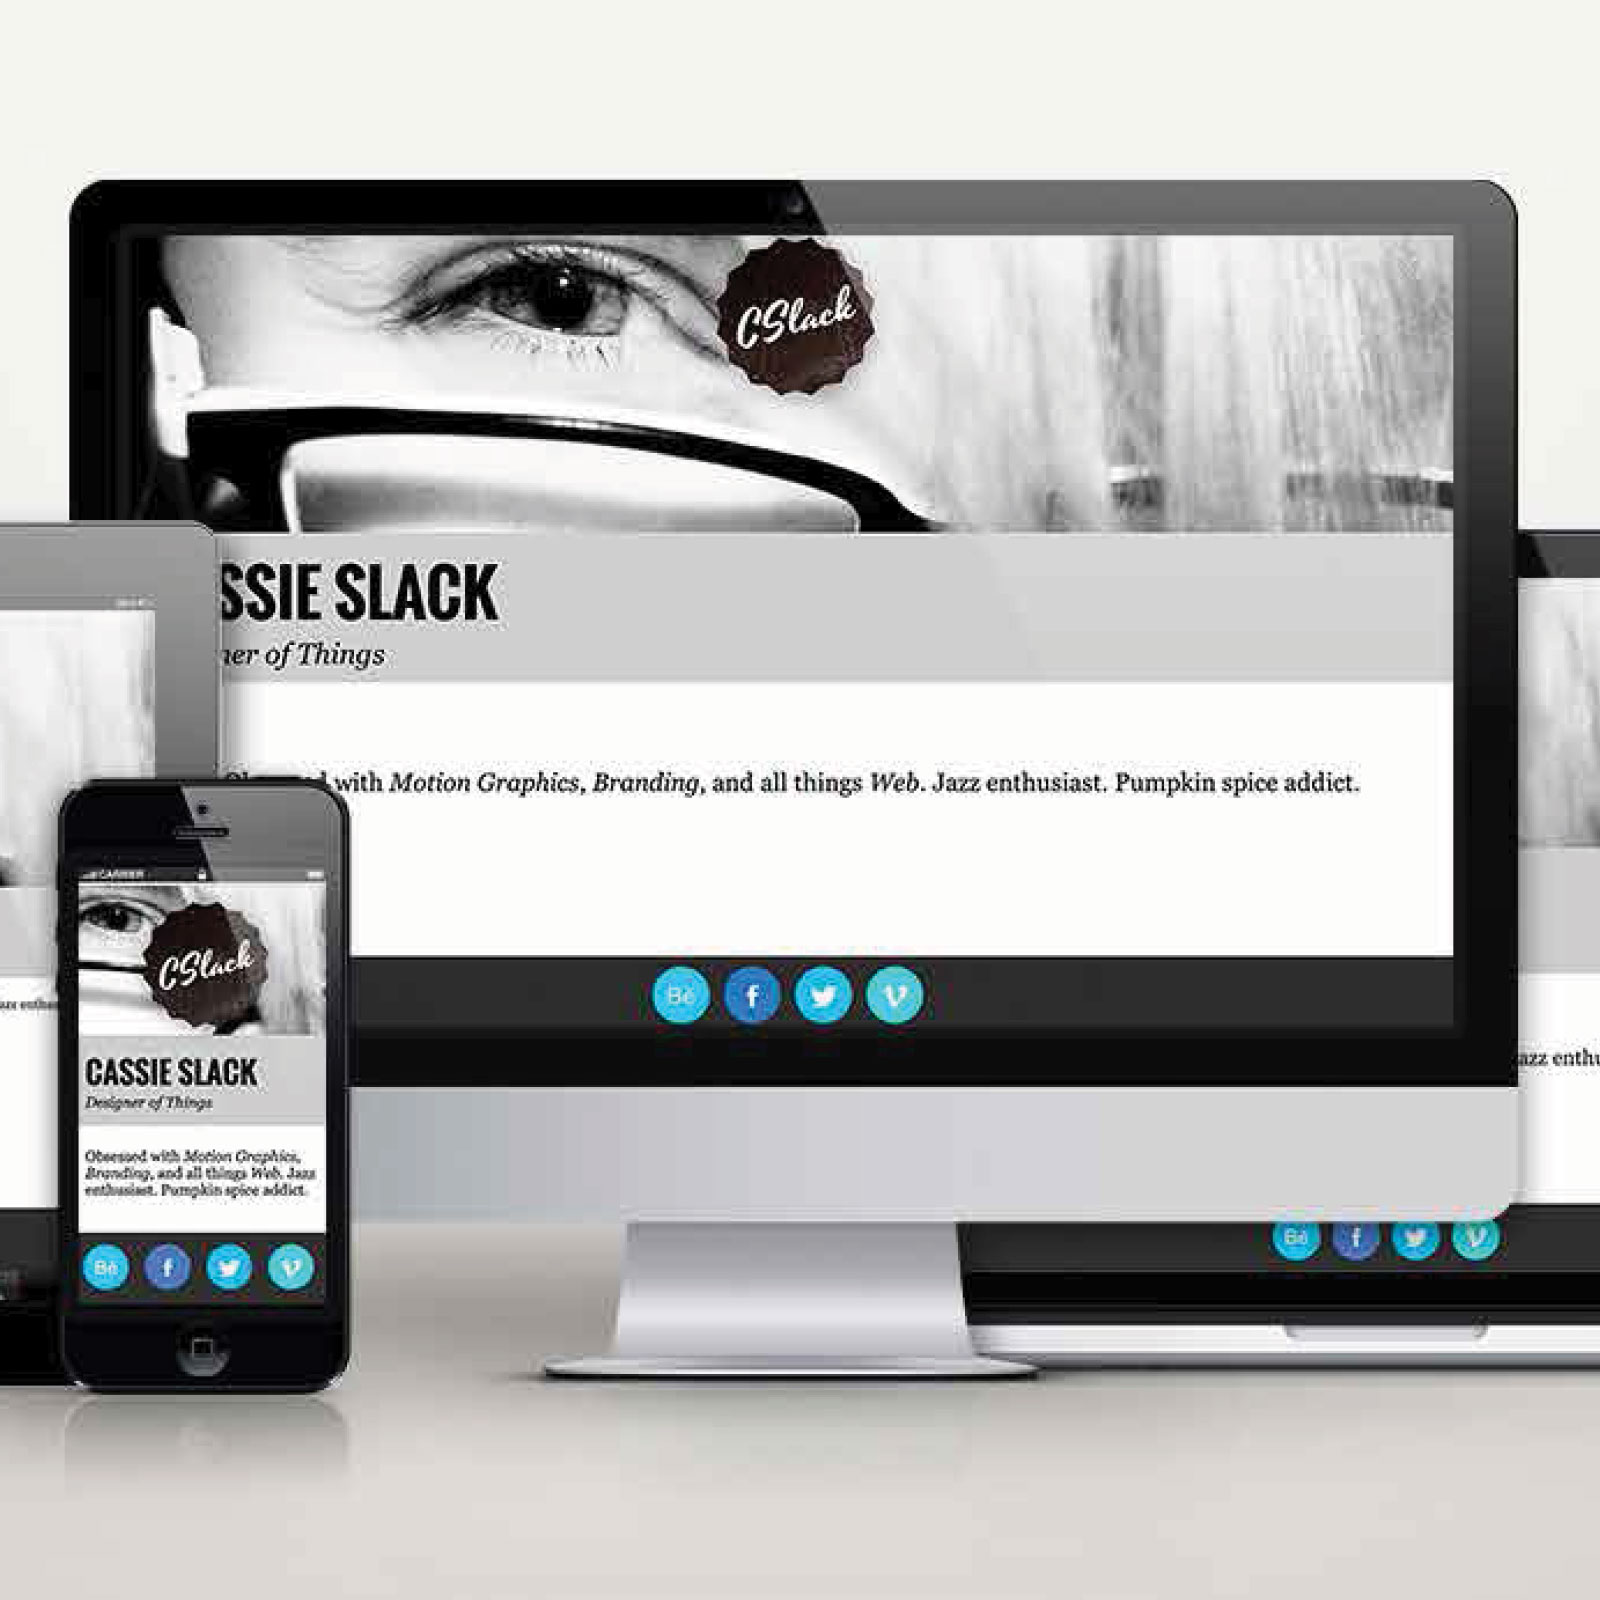 CSlack
SSIE SLACK
ner of Things
Obsessed with Motion Graphics, Branding, and all things Web. Jazz enthusiast. Pumpkin spice addict.
Bē
f
CARRIER
CSlack
CASSIE SLACK
Designer of Things
Obsessed with Motion Graphics,
Branding, and all things Web. Jazz
enthusiast. Pumpkin spice addict.
Bē
f
azz enthu
Bē
f